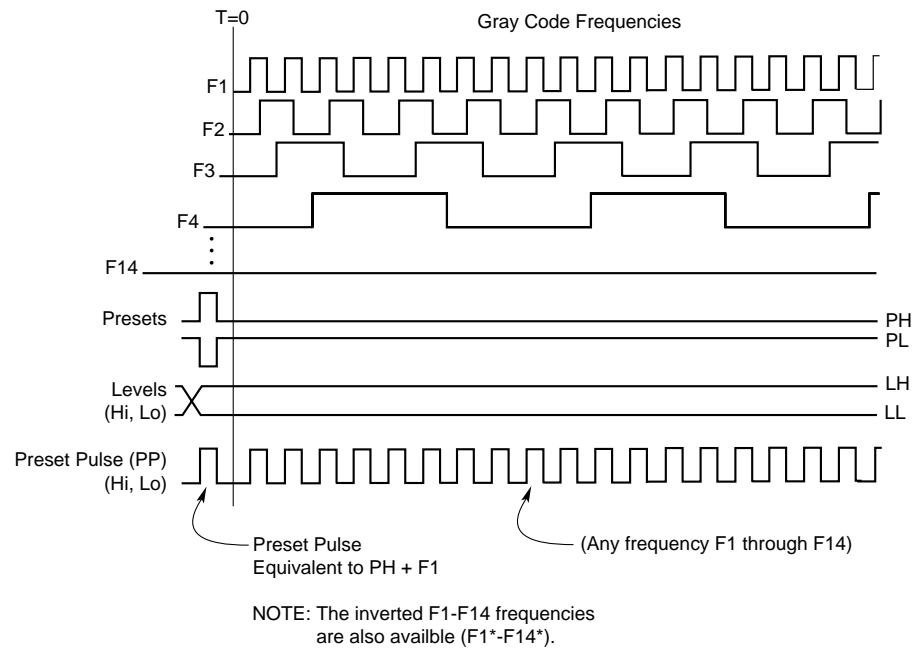 T=0
Gray Code Frequencies
F1
F2
F3
F4
F14
Presets
PH
PL
Levels
(Hi, Lo)
LH
LL
Preset Pulse (PP)
(Hi, Lo)
Preset Pulse
Equivalent to PH + F1
(Any frequency F1 through F14)
NOTE: The inverted F1-F14 frequencies
are also availble (F1*-F14*).